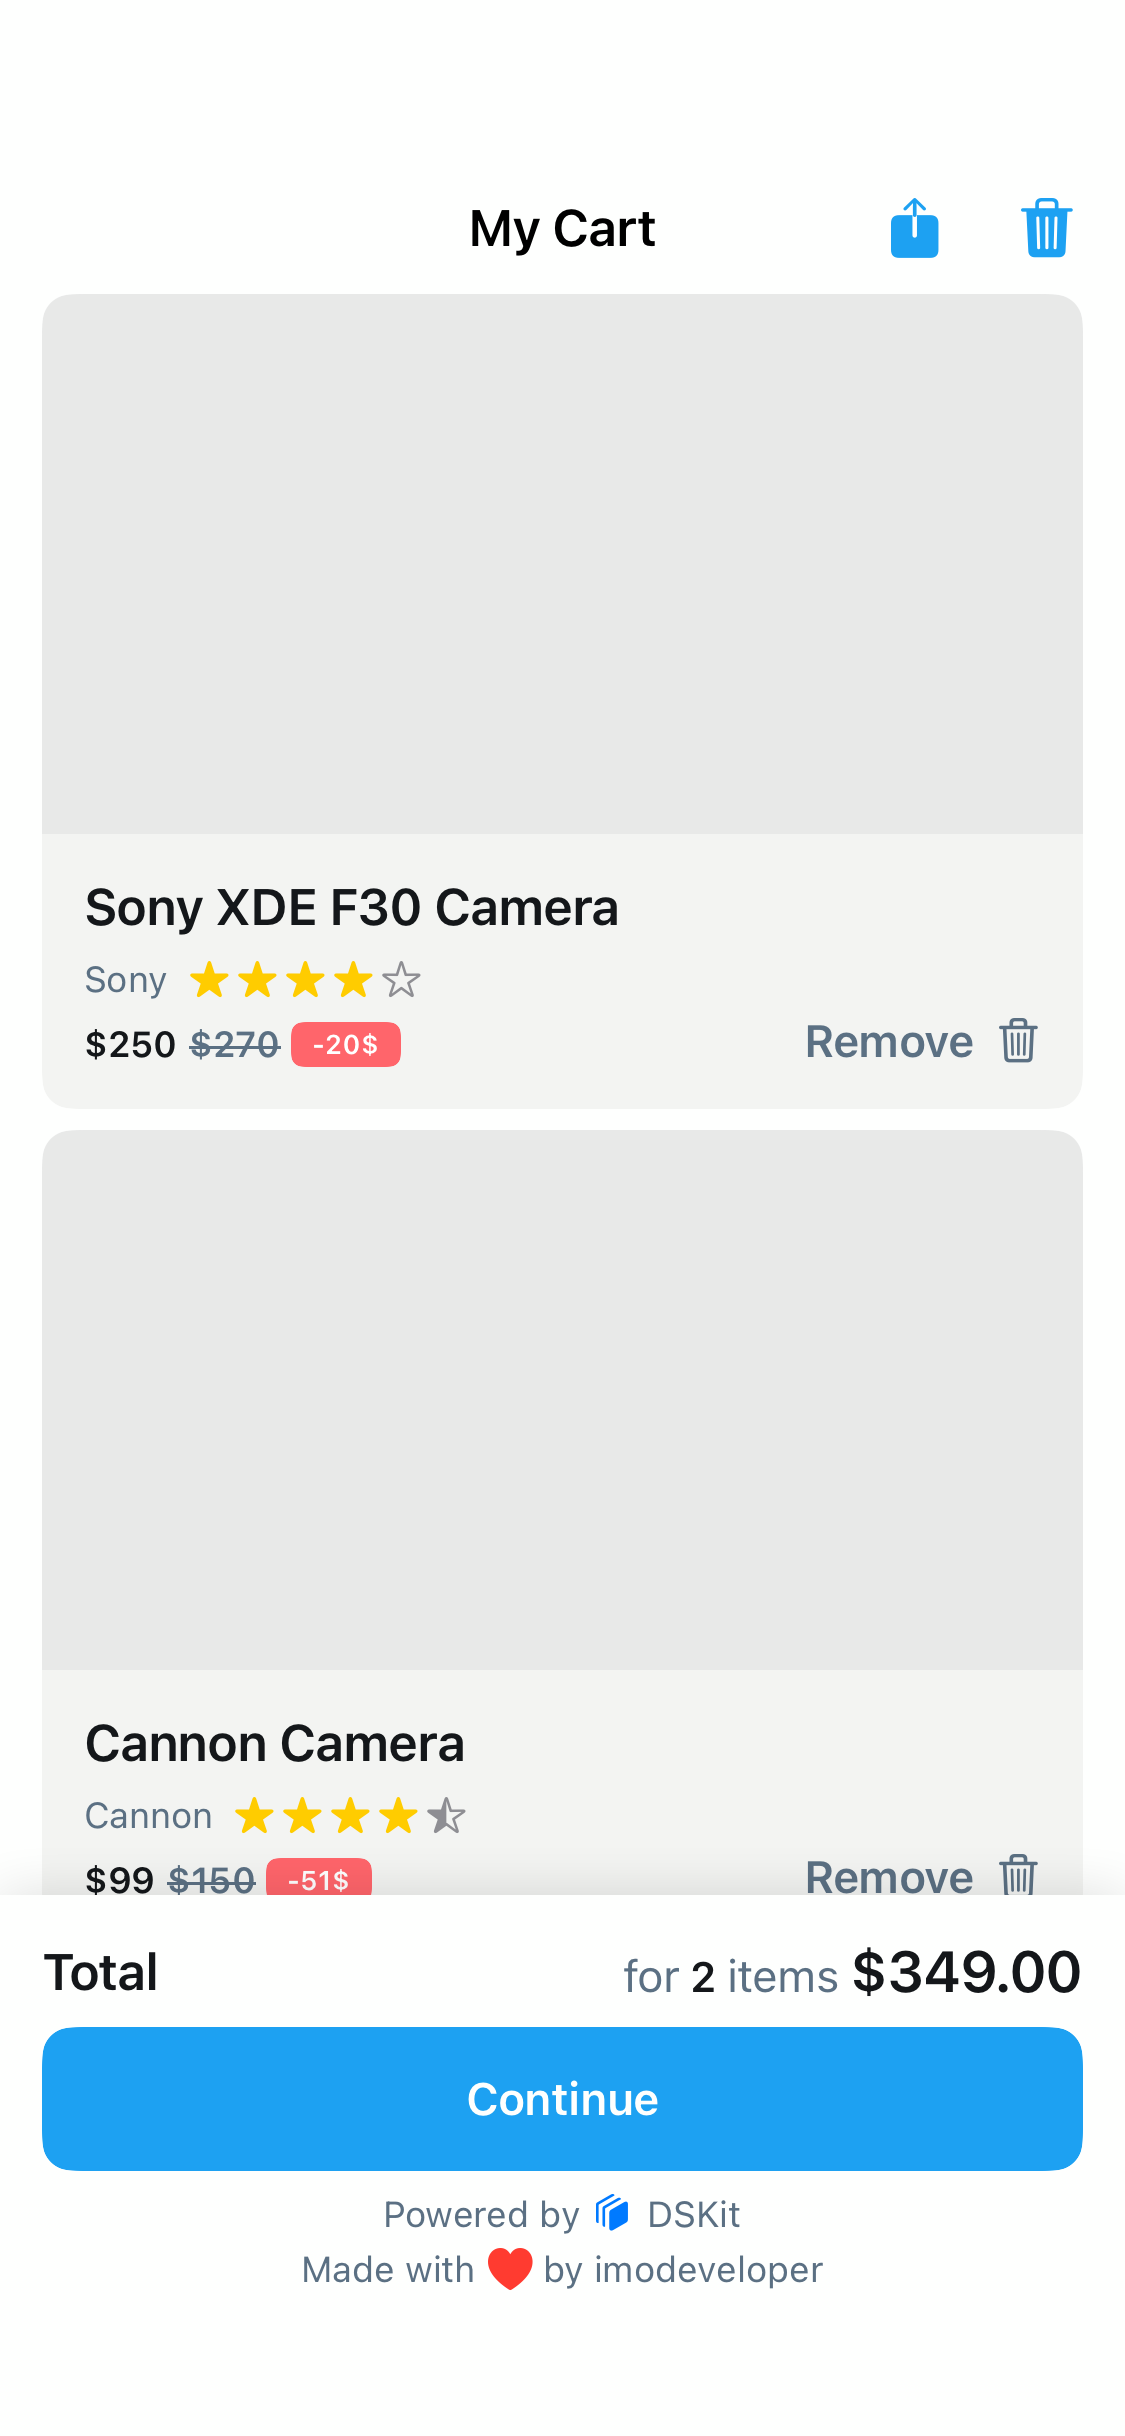 My Cart
Sony XDE F30 Camera
Sony
$250 $270 -20$
Remove
Cannon Camera
Cannon
$99 $150 -51$
Remove
Total
for 2 items $349.00
Continue
Powered by DSKit
Made with by imodeveloper